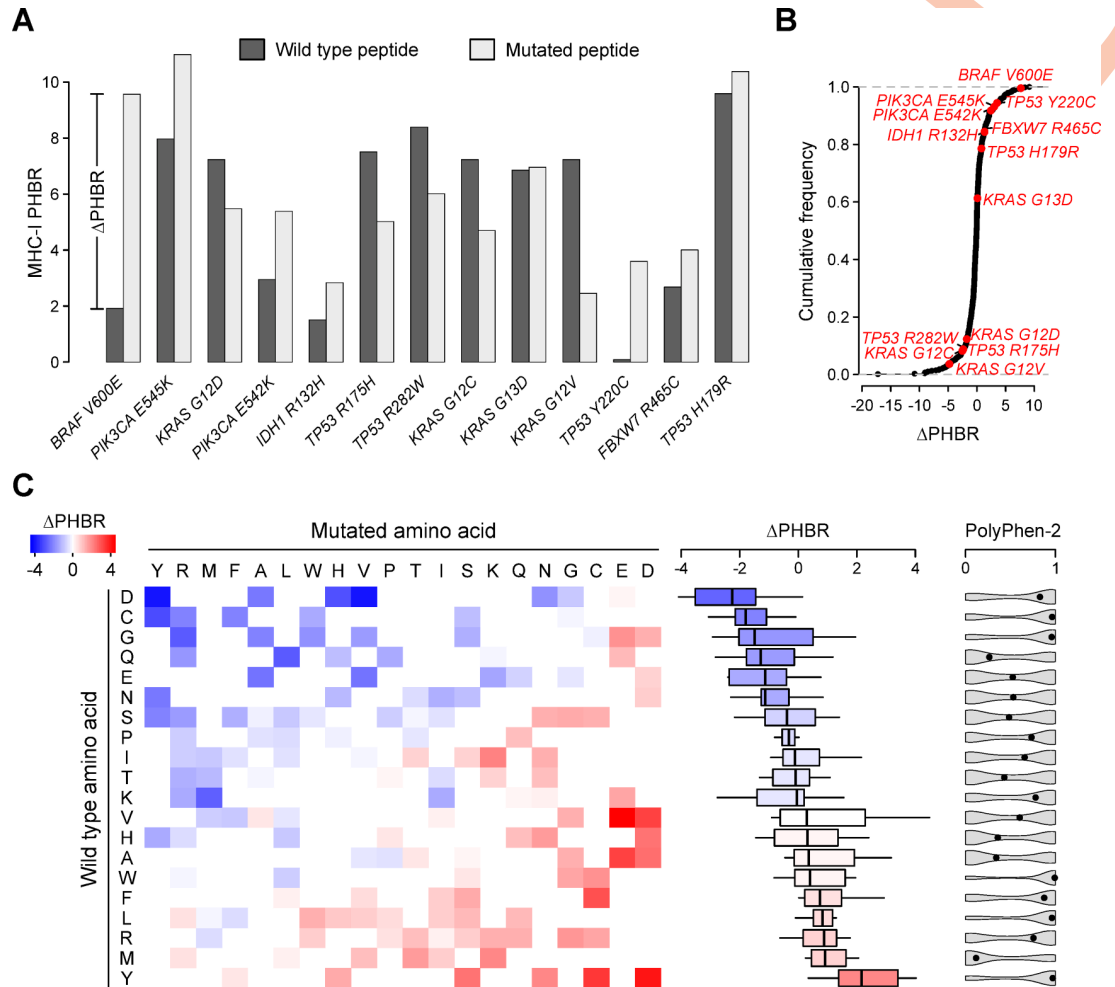 A
Wild type peptide
Mutated peptide
MHC-I PHBR
10
8
6
4
2
0
ΔPHBR
BRAF V600E
PIK3CA E545K
KRAS G12D
PIK3CA E542K
IDH1 R132H
TP53 R175H
TP53 R282W
KRAS G12C
KRAS G13D
KRAS G12V
TP53 Y220C
FBXW7 R465C
TP53 H179R
B
Cumulative frequency
1.0
0.8
0.6
0.4
0.2
0.0
BRAF V600E
PIK3CA E545K
TP53 Y220C
PIK3CA E542K
FBXW7 R465C
IDH1 R132H
TP53 H179R
KRAS G13D
TP53 R282W
KRAS G12D
KRAS G12C
TP53 R175H
KRAS G12V
-20 -15 -10 -5 0 5 10
ΔPHBR
C
ΔPHBR
-4 0 4
Mutated amino acid
Y R M F A L W H V P T I S K Q N G C E D
Wild type amino acid
D
C
G
Q
E
N
S
P
I
T
K
V
H
A
W
F
L
R
M
Y
ΔPHBR
-4 -2 0 2 4
PolyPhen-2
0 1